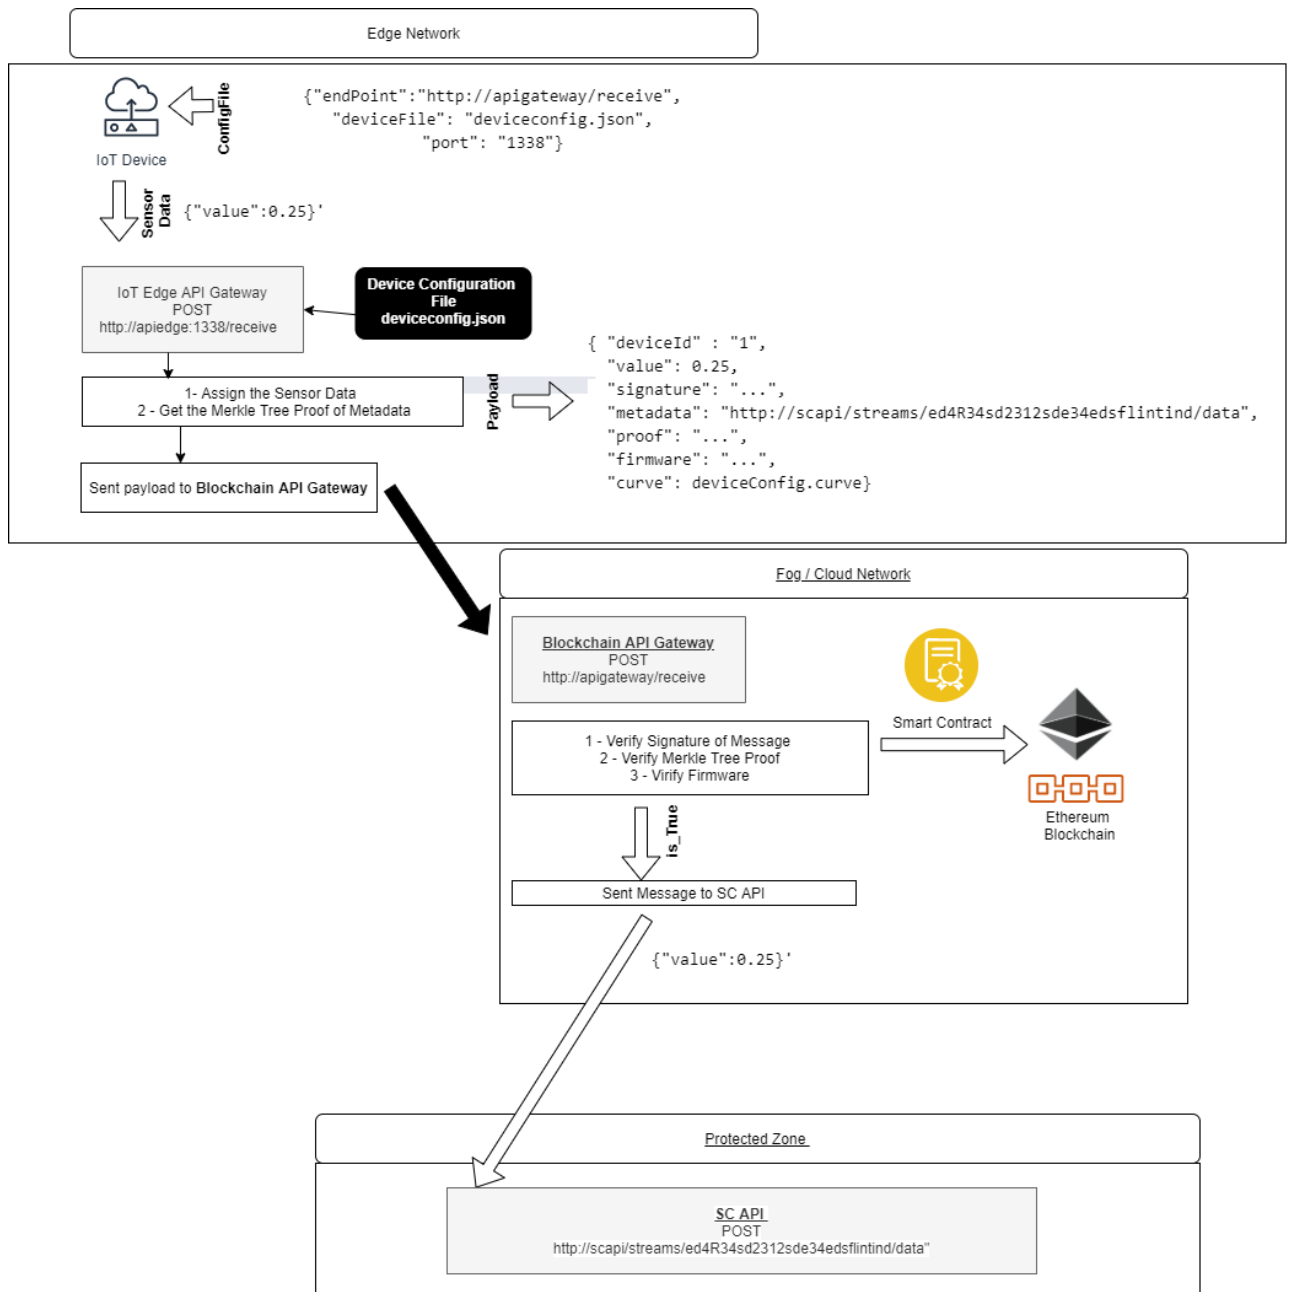 Edge Network
ConfigFile
{"endPoint":"http://apigateway/receive",
"deviceFile": "deviceconfig.json",
"port": "1338"}
IoT Device
Sensor
Data
{"value":0.25}'
IoT Edge API Gateway
POST
http://apiedge:1338/receive
Device Configuration
File
deviceconfig.json
1- Assign the Sensor Data
2 - Get the Merkle Tree Proof of Metadata
Payload
{ "deviceId" : "1",
"value": 0.25,
"signature": "...",
"metadata": "http://scapi/streams/ed4R34sd2312sde34edsflintind/data",
"proof": "...",
"firmware": "...",
"curve": deviceConfig.curve}
Sent payload to Blockchain API Gateway
Fog / Cloud Network
Blockchain API Gateway
POST
http://apigateway/receive
Smart Contract
1 - Verify Signature of Message
2 - Verify Merkle Tree Proof
3 - Virify Firmware
Ethereum
Blockchain
is_True
Sent Message to SC API
{"value":0.25}'
Protected Zone
SC API
POST
http://scapi/streams/ed4R34sd2312sde34edsflintind/data"